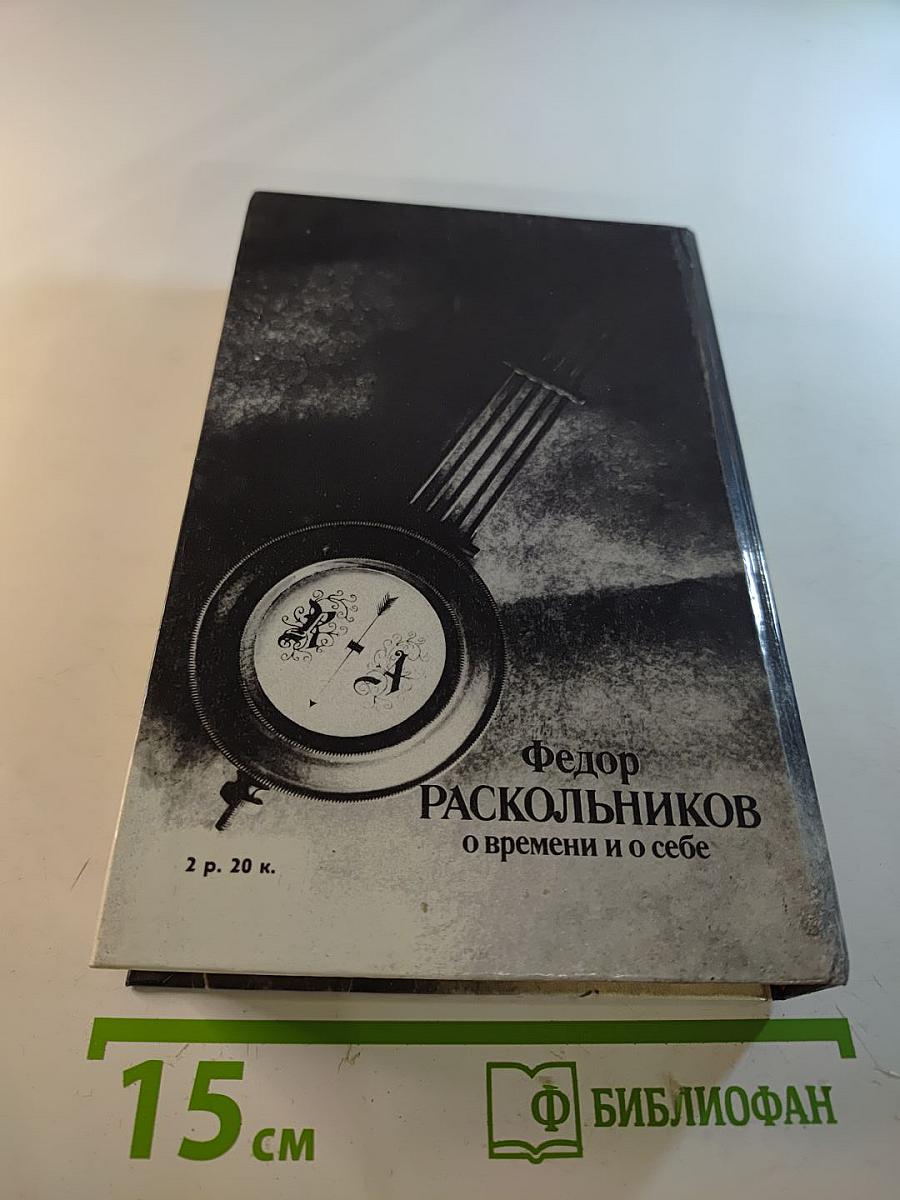 Федор
РАСКОЛЬНИКОВ
о времени и о себе
2 р. 20 к.
15 см
Ф БИБЛИОФАН